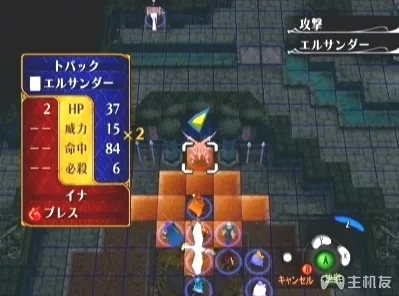 攻撃
エルサンダー
トパック
エルサンダー
2 HP 37
-- 威力 15 ×2
-- 命中 84
-- 必殺 6
イナ
ブレス
A
B
キャンセル
主机友